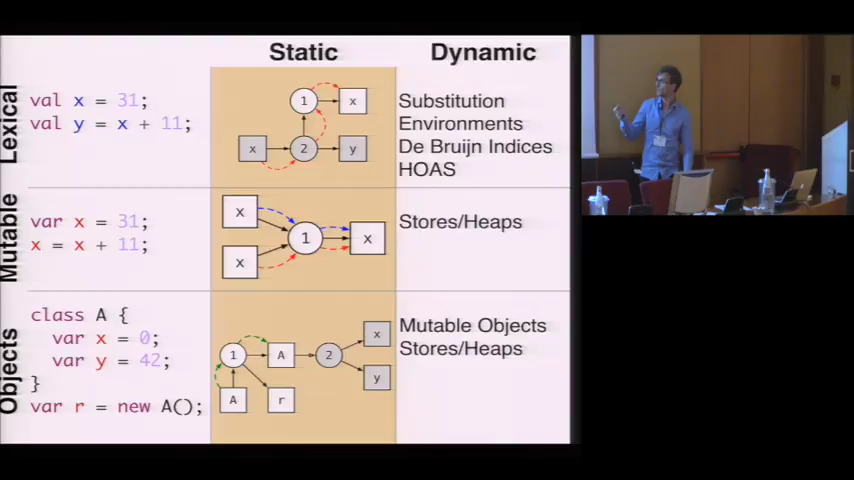 Static Dynamic
Lexical
val x = 31;
val y = x + 11;
1 x
x 2 y
Substitution
Environments
De Bruijn Indices
HOAS
Mutable
var x = 31;
x = x + 11;
x
1 x
x
Stores/Heaps
Objects
class A {
var x = 0;
var y = 42;
}
var r = new A();
1 A 2 x
y
A r
Mutable Objects
Stores/Heaps